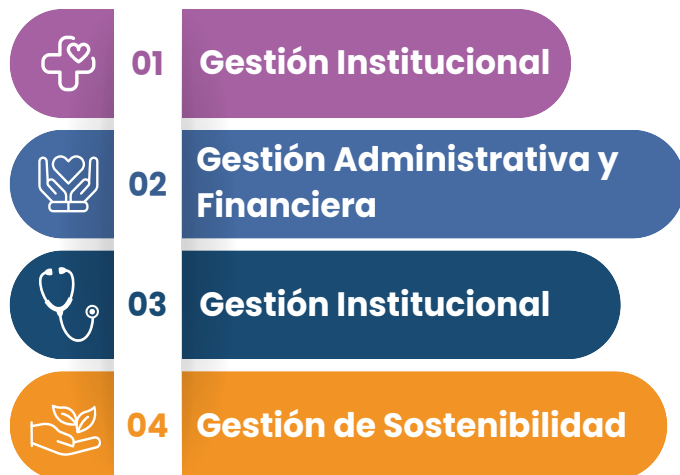 01 Gestión Institucional
02 Gestión Administrativa y
Financiera
03 Gestión Institucional
04 Gestión de Sostenibilidad